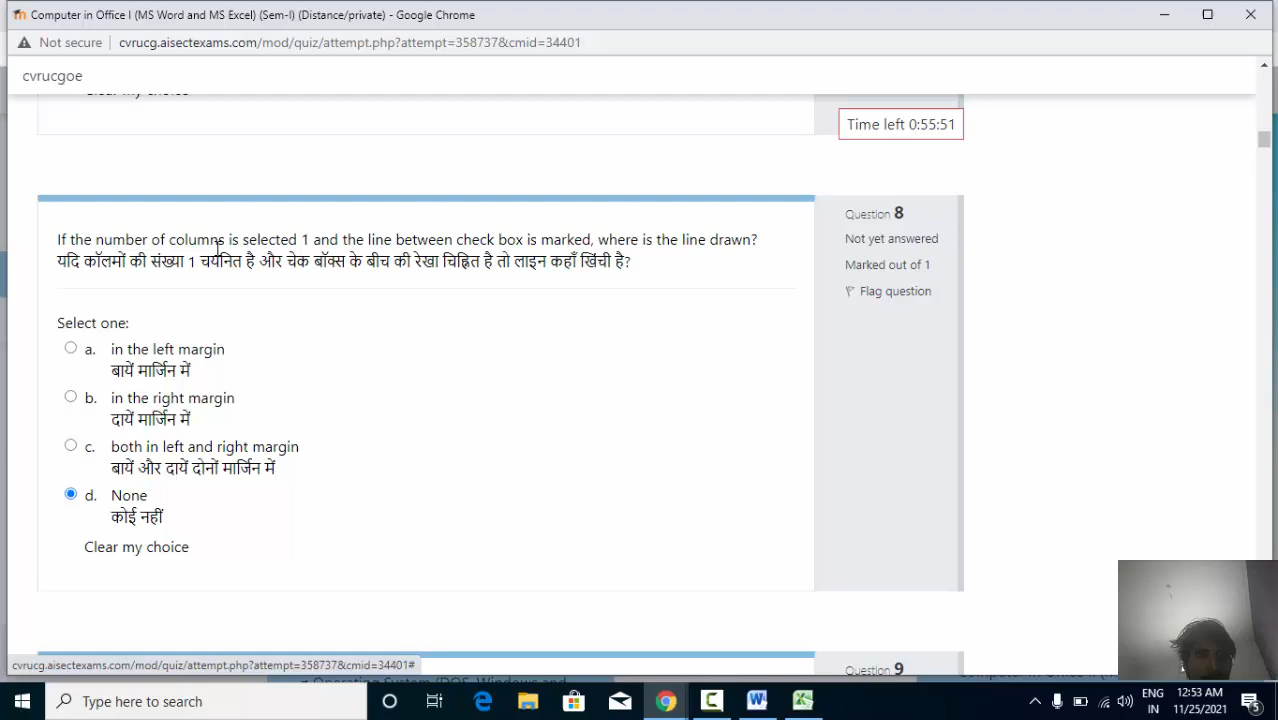 Computer in Office I (MS Word and MS Excel) (Sem-I) (Distance/private) - Google Chrome
Not secure cvrucg.aisectexams.com/mod/quiz/attempt.php?attempt=358737&cmid=34401
cvrucgoe
Time left 0:55:51
If the number of columns is selected 1 and the line between check box is marked, where is the line drawn?
यदि कॉलमों की संख्या 1 चयनित है और चेक बॉक्स के बीच की रेखा चिह्नित है तो लाइन कहाँ खिंची है?
Question 8
Not yet answered
Marked out of 1
Flag question
Select one:
a. in the left margin
बायें मार्जिन में
b. in the right margin
दायें मार्जिन में
c. both in left and right margin
बायें और दायें दोनों मार्जिन में
d. None
कोई नहीं
Clear my choice
Question 9
cvrucg.aisectexams.com/mod/quiz/attempt.php?attempt=358737&cmid=34401#
Type here to search
ENG
IN
12:53 AM
11/25/2021
5